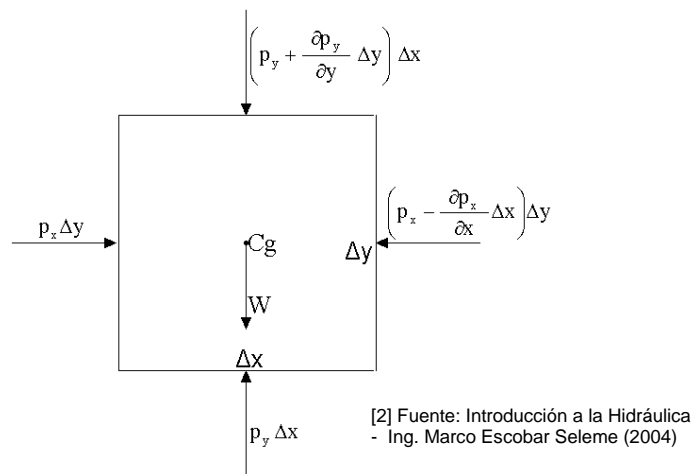 (p_y + ∂p_y/∂y Δy) Δx
(p_x − ∂p_x/∂x Δx)Δy
p_x Δy
Cg
Δy
W
Δx
p_y Δx
[2] Fuente: Introducción a la Hidráulica
- Ing. Marco Escobar Seleme (2004)